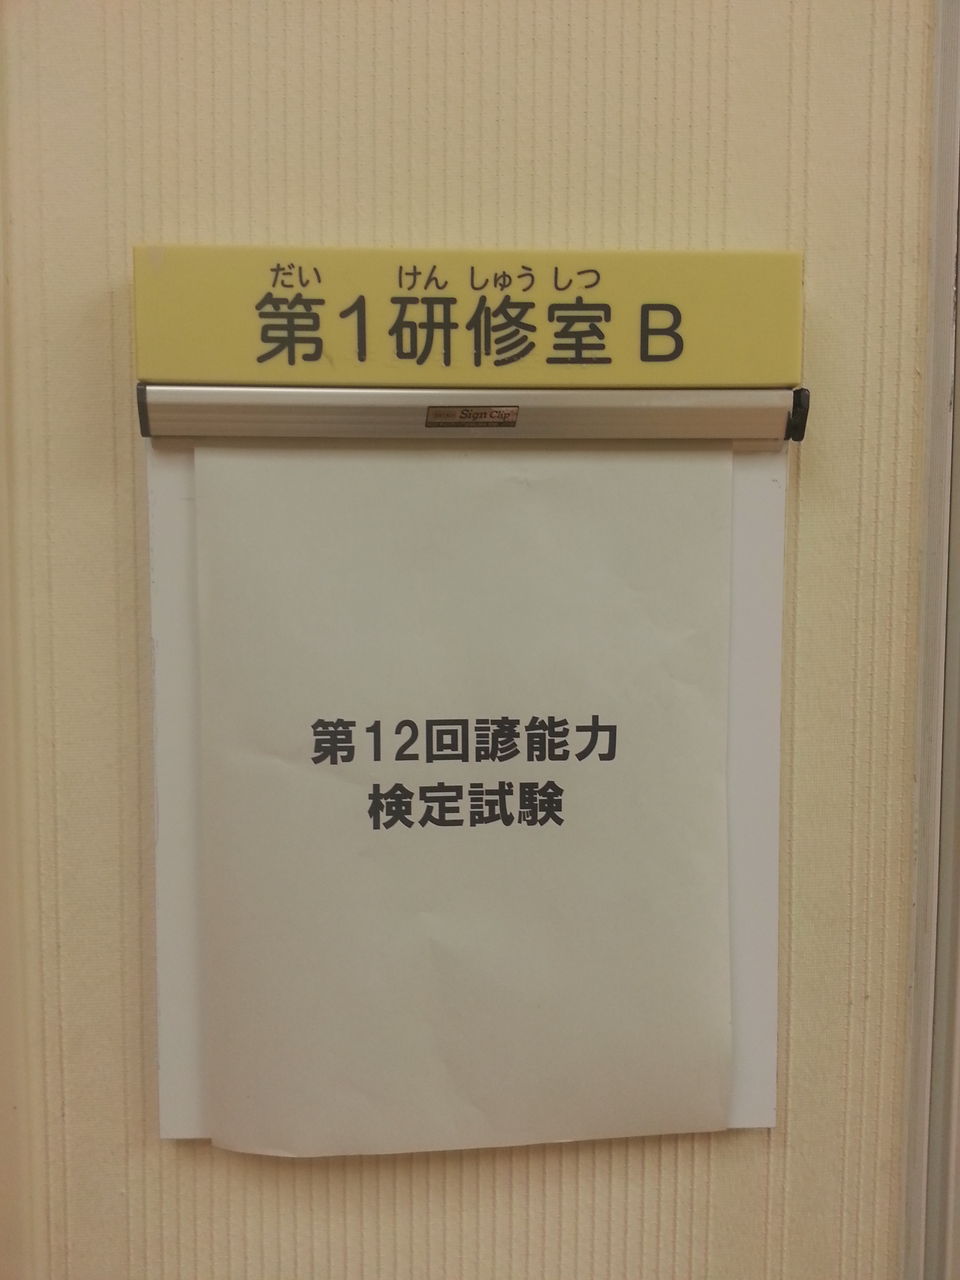 だい けん しゅう しつ
第1研修室 B
Sign Clip
第12回諺能力
検定試験